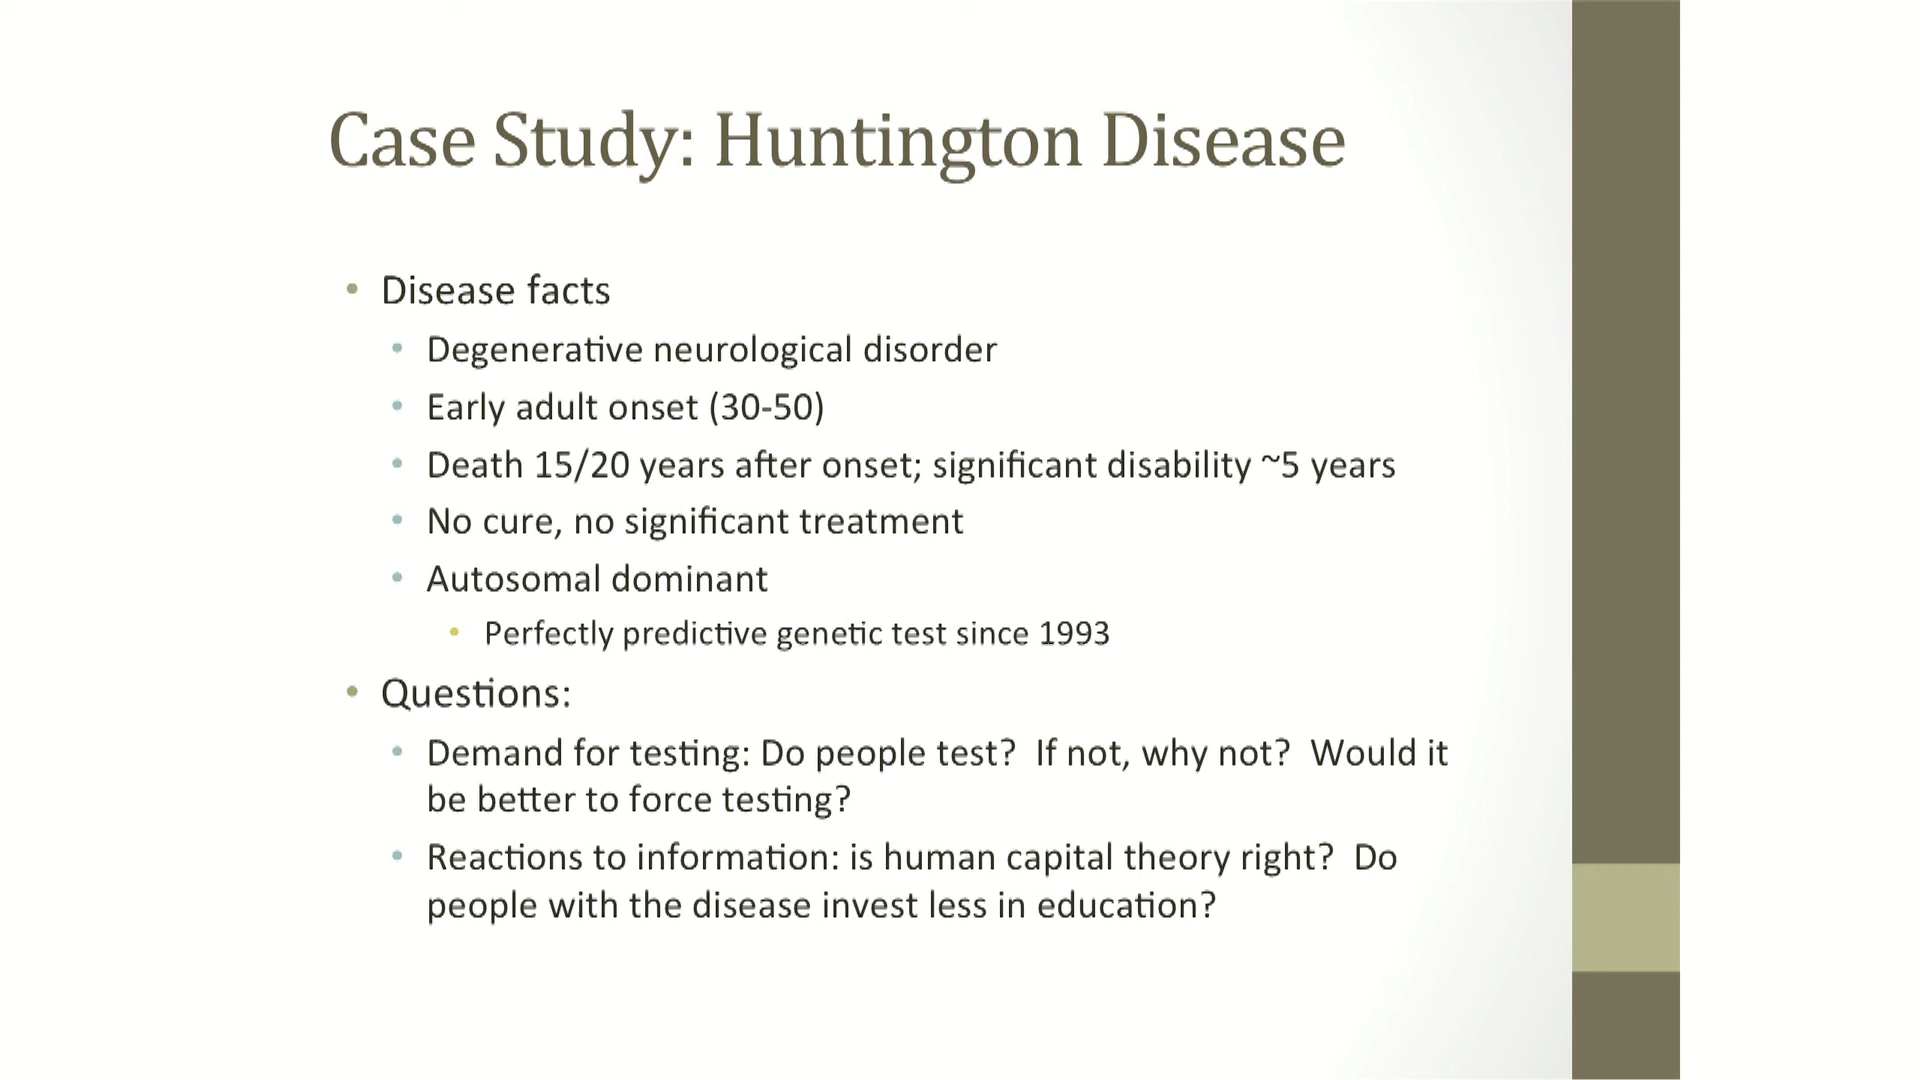 Case Study: Huntington Disease
• Disease facts
• Degenerative neurological disorder
• Early adult onset (30-50)
• Death 15/20 years after onset; significant disability ~5 years
• No cure, no significant treatment
• Autosomal dominant
• Perfectly predictive genetic test since 1993
• Questions:
• Demand for testing: Do people test?  If not, why not?  Would it
be better to force testing?
• Reactions to information: is human capital theory right?  Do
people with the disease invest less in education?